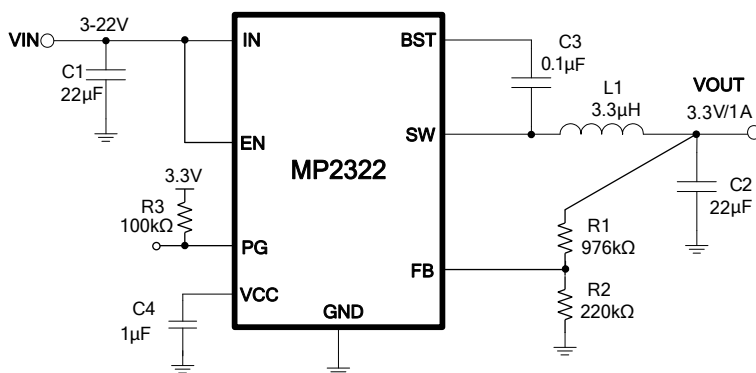 VIN
3-22V
IN
BST
C3
0.1µF
C1
22µF
L1
3.3µH
VOUT
3.3V/1A
SW
EN
MP2322
C2
22µF
3.3V
R3
100kΩ
PG
R1
976kΩ
FB
VCC
C4
1µF
GND
R2
220kΩ